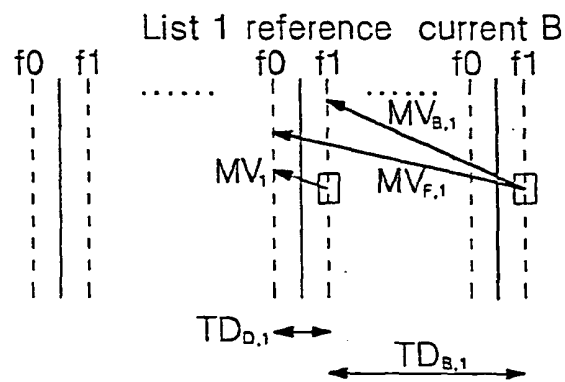 List 1 reference current B
f0 f1 f0 f1 f0 f1
...... ......
MV_B,1
MV_1 MV_F,1
TD_D,1
TD_B,1